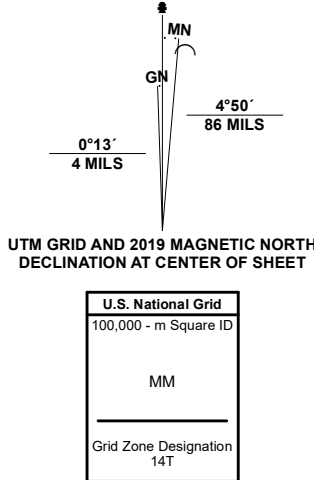 MN
GN
0°13´
4 MILS
4°50´
86 MILS
UTM GRID AND 2019 MAGNETIC NORTH
DECLINATION AT CENTER OF SHEET
U.S. National Grid
100,000 - m Square ID
MM
Grid Zone Designation
14T